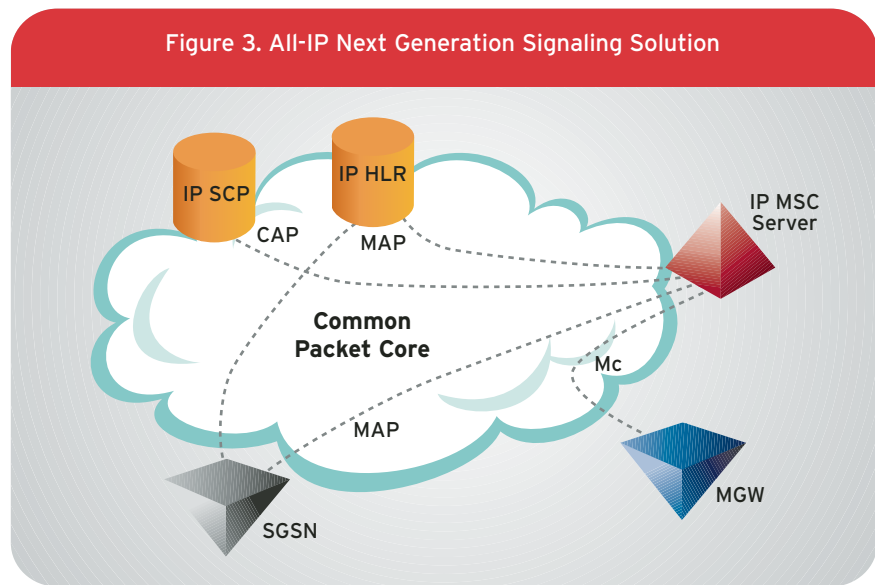 Figure 3. All-IP Next Generation Signaling Solution
IP SCP
IP HLR
IP MSC
Server
CAP
MAP
Common
Packet Core
Mc
MAP
MGW
SGSN